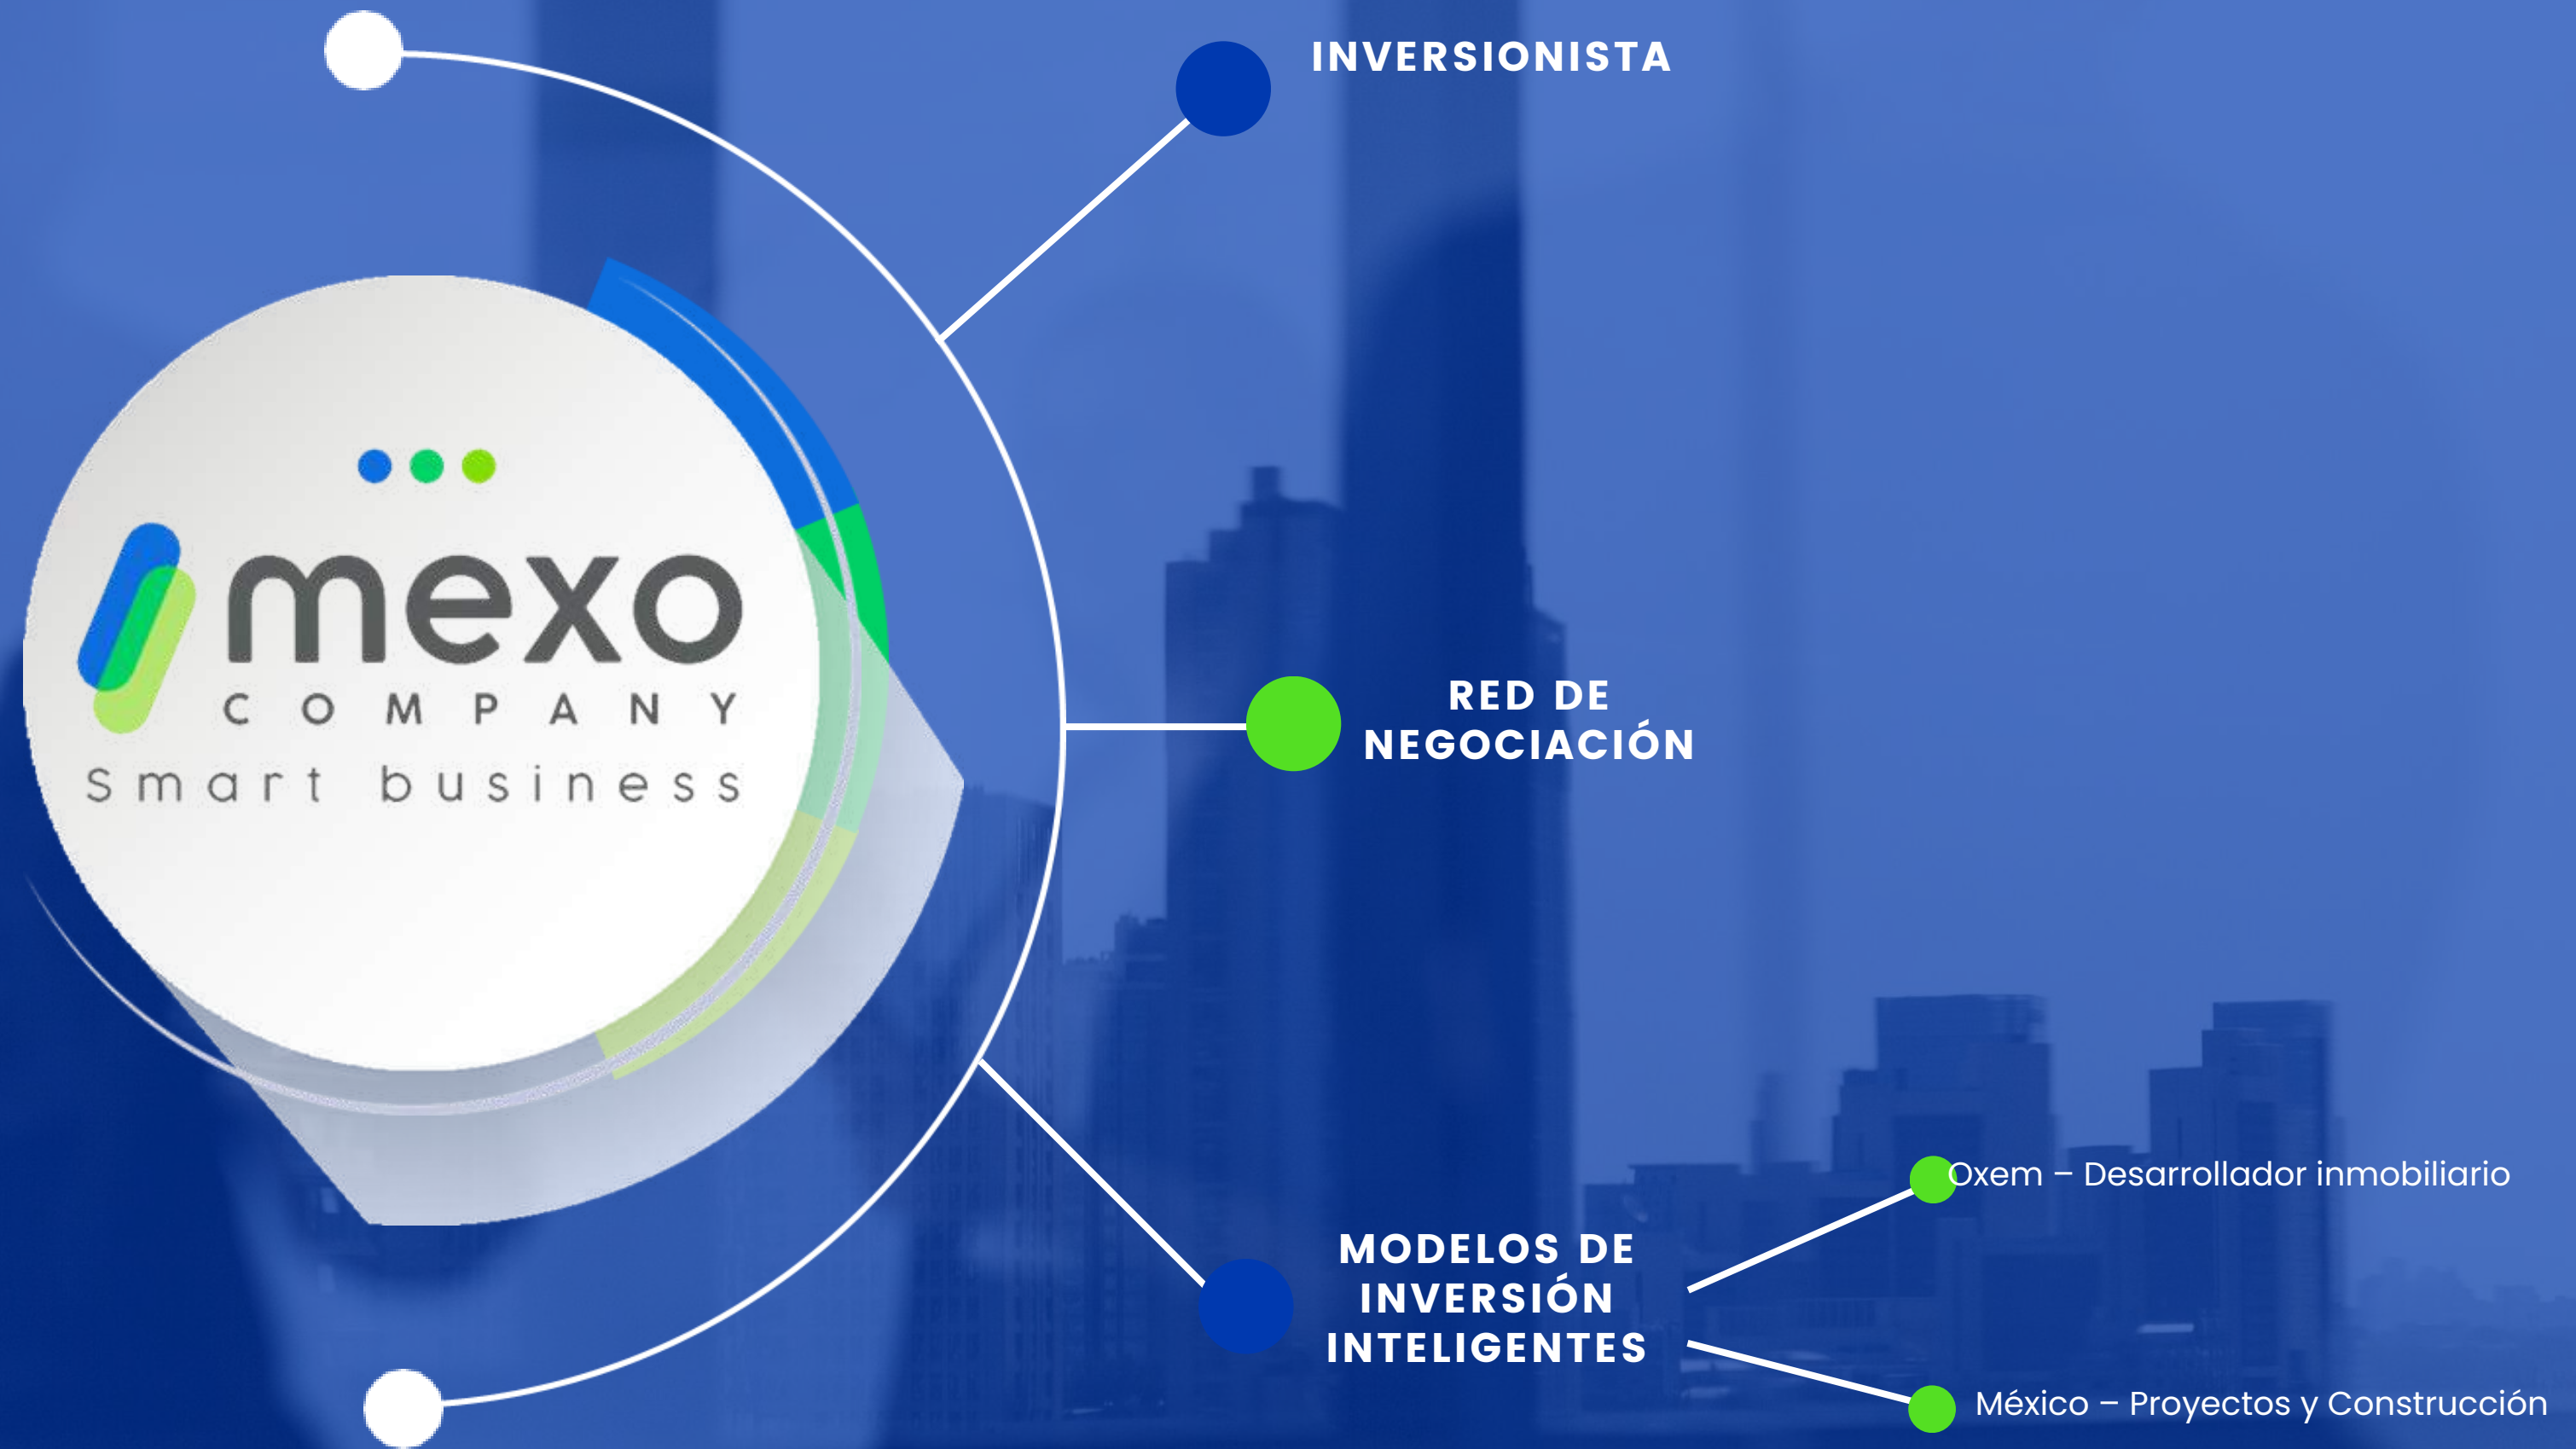 INVERSIONISTA
mexo
COMPANY
Smart business
RED DE
NEGOCIACIÓN
MODELOS DE
INVERSIÓN
INTELIGENTES
Oxem – Desarrollador inmobiliario
México – Proyectos y Construcción